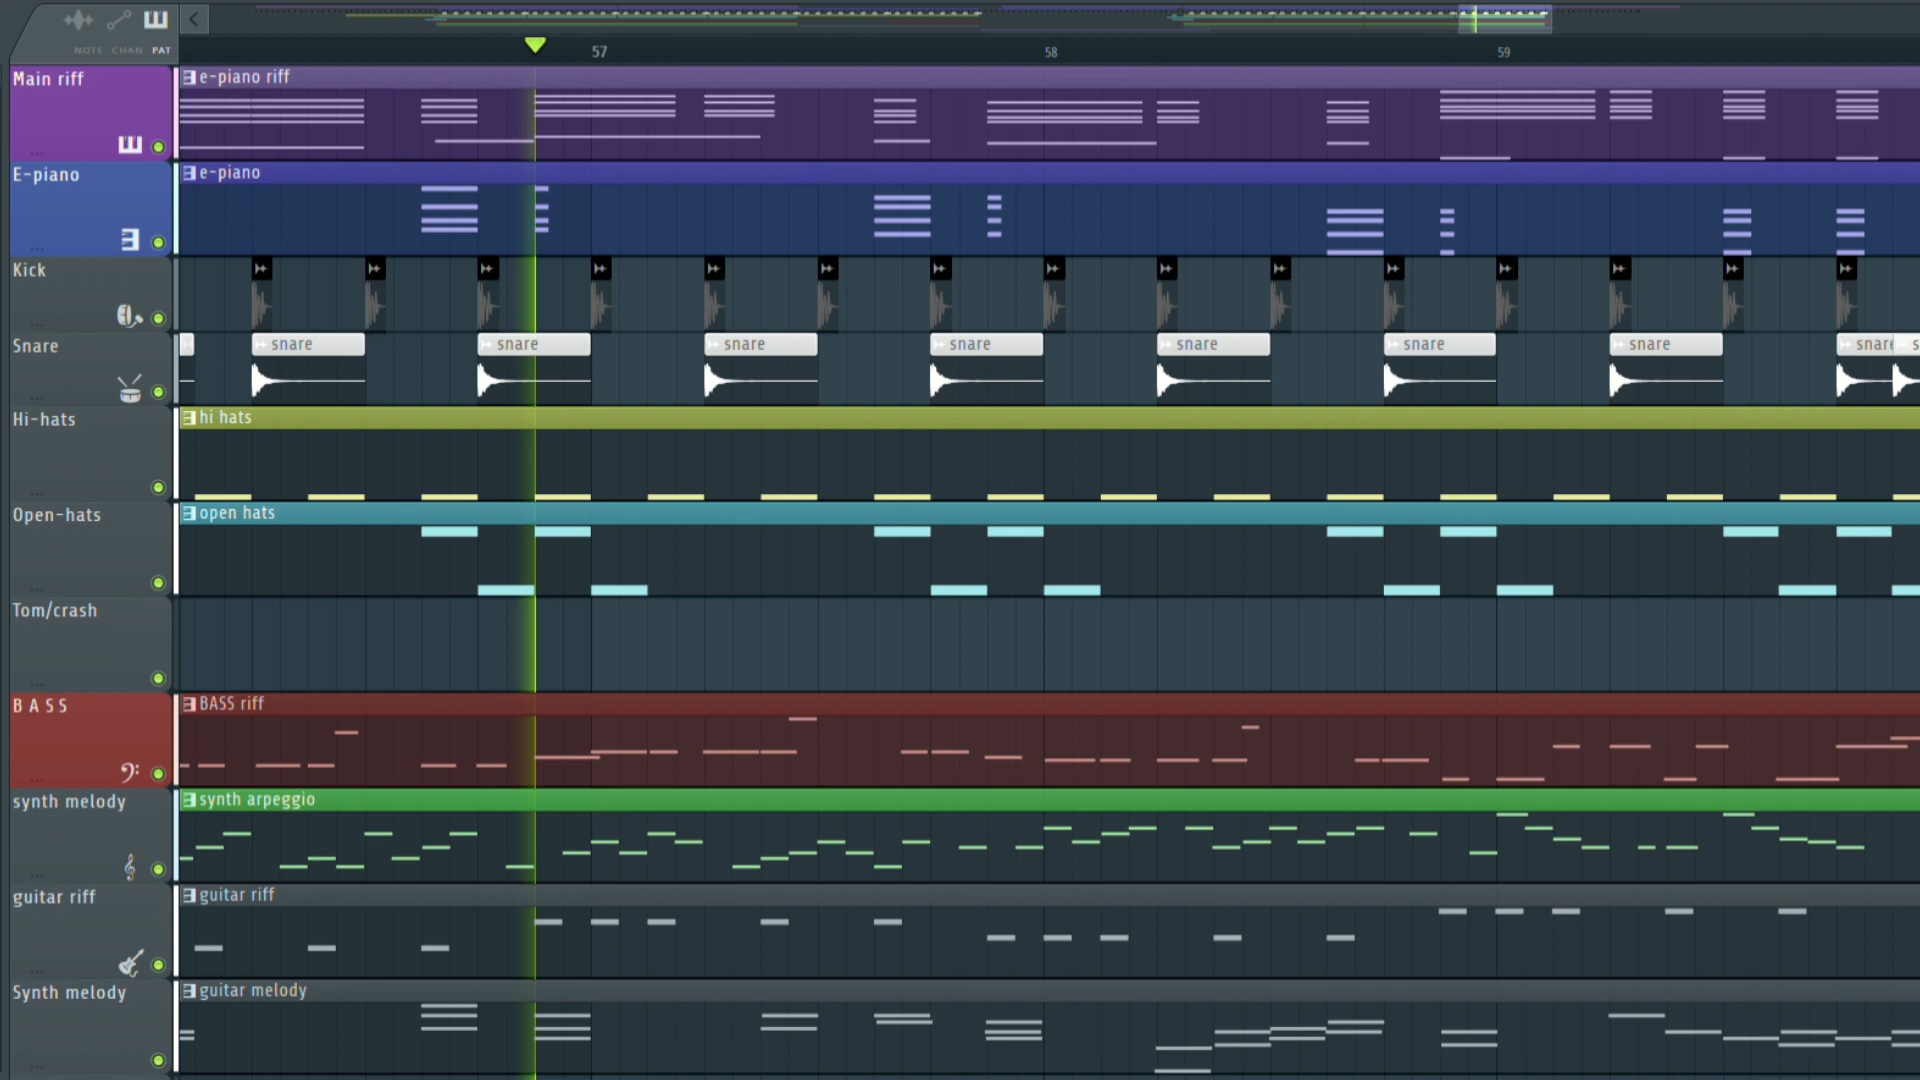 NOTE CHAN PAT
57 58 59
Main riff
e-piano riff
E-piano
e-piano
Kick
Snare
snare snare snare snare snare snare snare snare s
Hi-hats
hi hats
Open-hats
open hats
Tom/crash
B A S S
BASS riff
synth melody
synth arpeggio
guitar riff
guitar riff
Synth melody
guitar melody